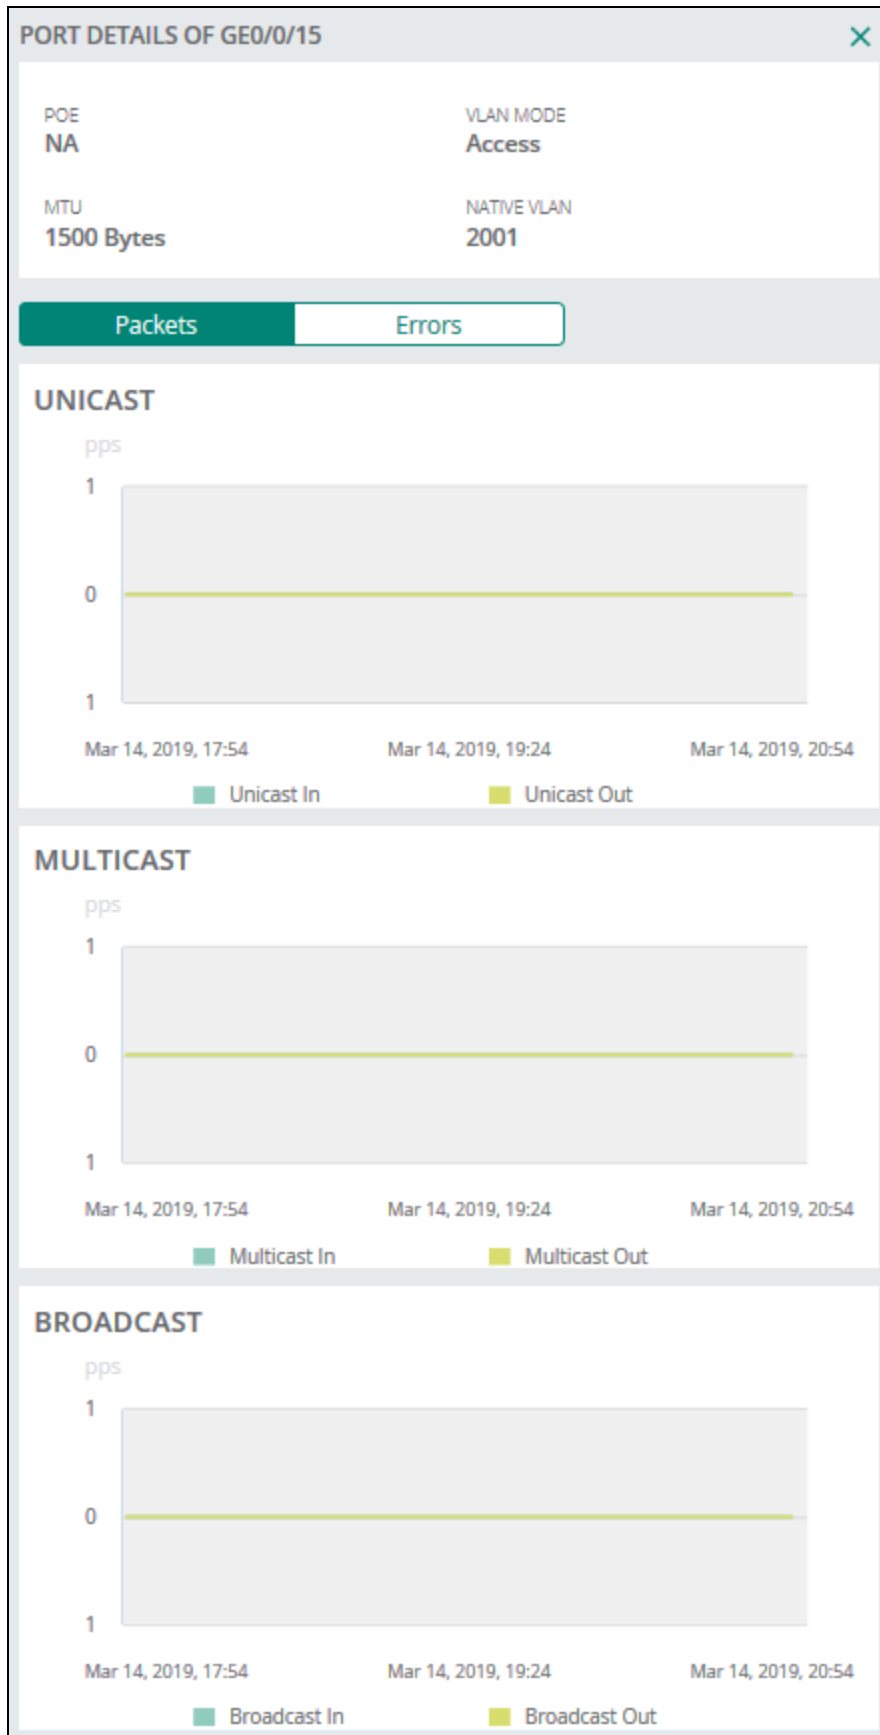 PORT DETAILS OF GE0/0/15
POE VLAN MODE
NA Access
MTU NATIVE VLAN
1500 Bytes 2001
Packets Errors
UNICAST
pps
1
0
1
Mar 14, 2019, 17:54 Mar 14, 2019, 19:24 Mar 14, 2019, 20:54
Unicast In Unicast Out
MULTICAST
pps
1
0
1
Mar 14, 2019, 17:54 Mar 14, 2019, 19:24 Mar 14, 2019, 20:54
Multicast In Multicast Out
BROADCAST
pps
1
0
1
Mar 14, 2019, 17:54 Mar 14, 2019, 19:24 Mar 14, 2019, 20:54
Broadcast In Broadcast Out